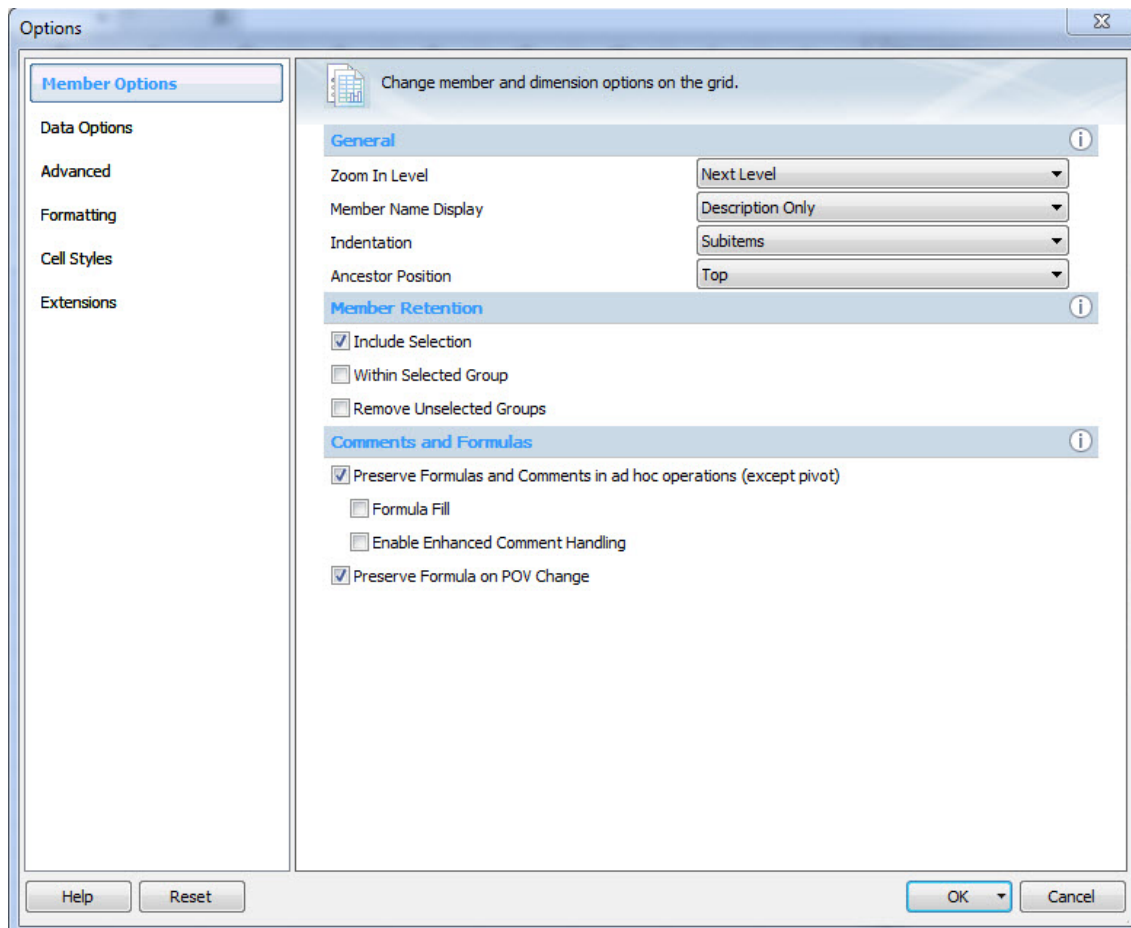 Options
Member Options
Data Options
Advanced
Formatting
Cell Styles
Extensions
Change member and dimension options on the grid.
General
Zoom In Level Next Level
Member Name Display Description Only
Indentation Subitems
Ancestor Position Top
Member Retention
Include Selection
Within Selected Group
Remove Unselected Groups
Comments and Formulas
Preserve Formulas and Comments in ad hoc operations (except pivot)
Formula Fill
Enable Enhanced Comment Handling
Preserve Formula on POV Change
Help Reset OK Cancel